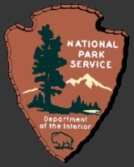 NATIONAL
PARK
SERVICE
Department
of the Interior